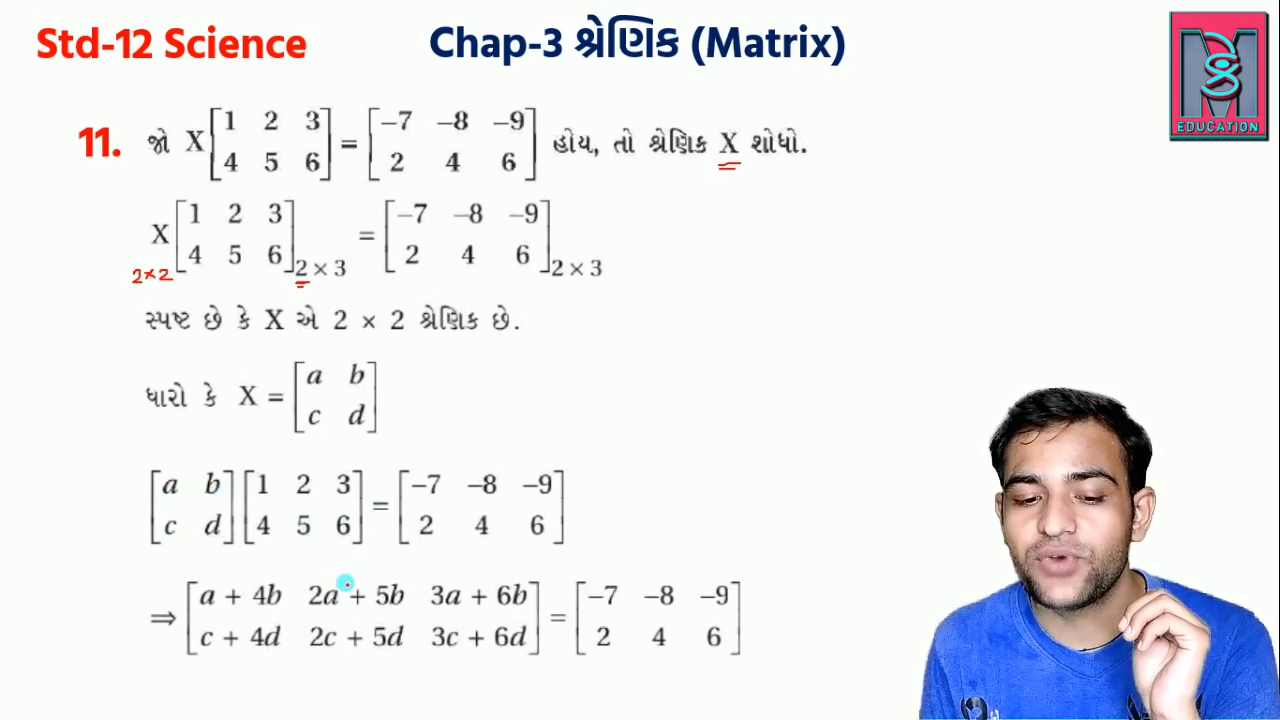 Std-12 Science Chap-3 શ્રેણિક (Matrix)
EDUCATION
11. જો X[1 2 3; 4 5 6] = [–7 –8 –9; 2 4 6] હોય, તો શ્રેણિક X શોધો.
X[1 2 3; 4 5 6]2 × 3 = [–7 –8 –9; 2 4 6]2 × 3
2×2
સ્પષ્ટ છે કે X એ 2 × 2 શ્રેણિક છે.
ધારો કે X = [a b; c d]
[a b; c d][1 2 3; 4 5 6] = [–7 –8 –9; 2 4 6]
⇒ [a + 4b 2a + 5b 3a + 6b; c + 4d 2c + 5d 3c + 6d] = [–7 –8 –9; 2 4 6]